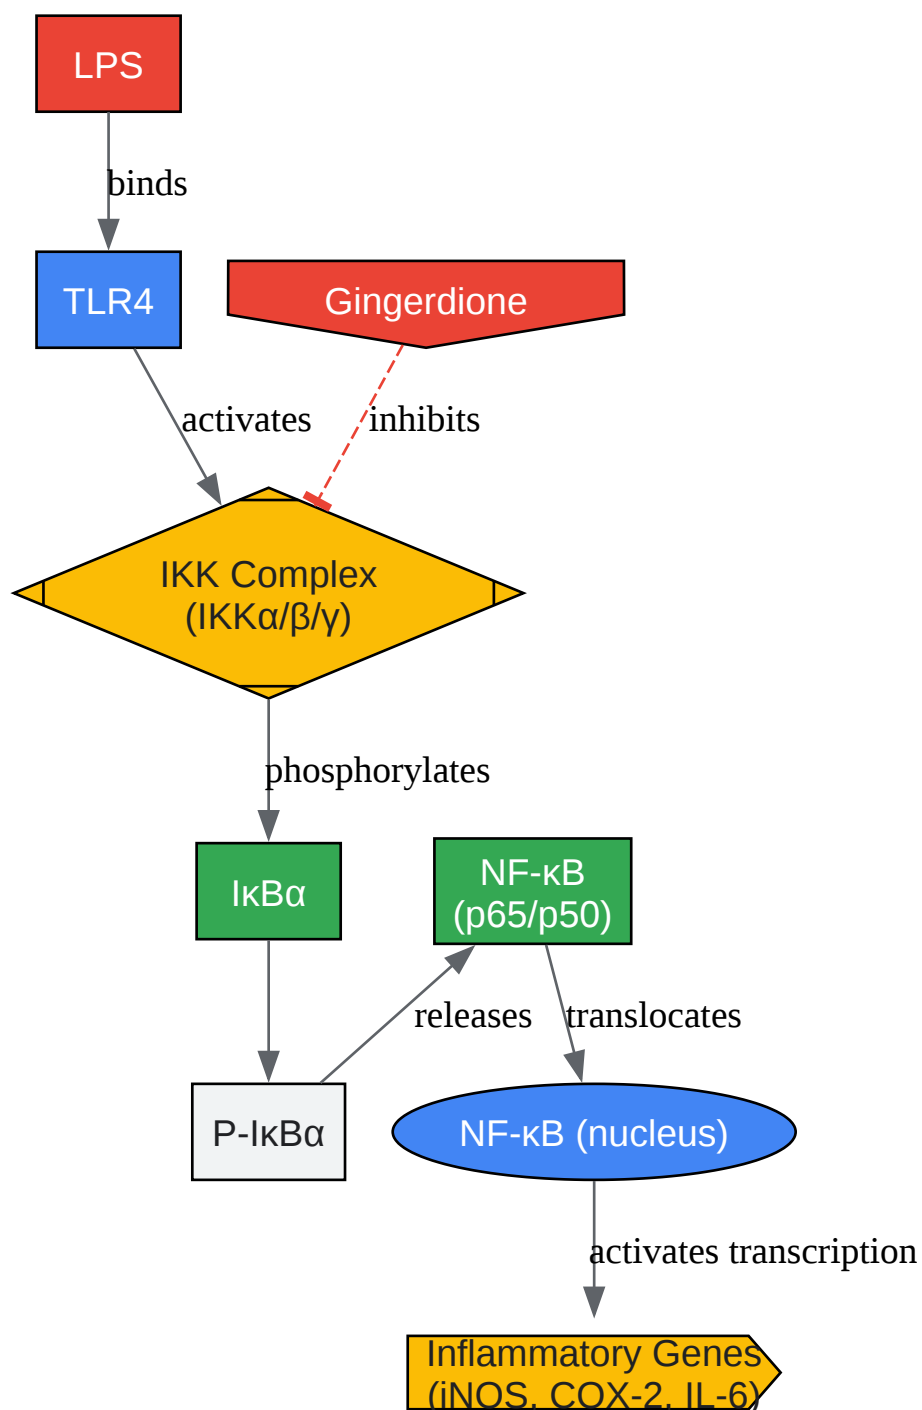 LPS
binds
TLR4
Gingerdione
activates
inhibits
IKK Complex
(IKKα/β/γ)
phosphorylates
IκBα
NF-κB
(p65/p50)
releases
translocates
P-IκBα
NF-κB (nucleus)
activates transcription
Inflammatory Genes
(iNOS, COX-2, IL-6)